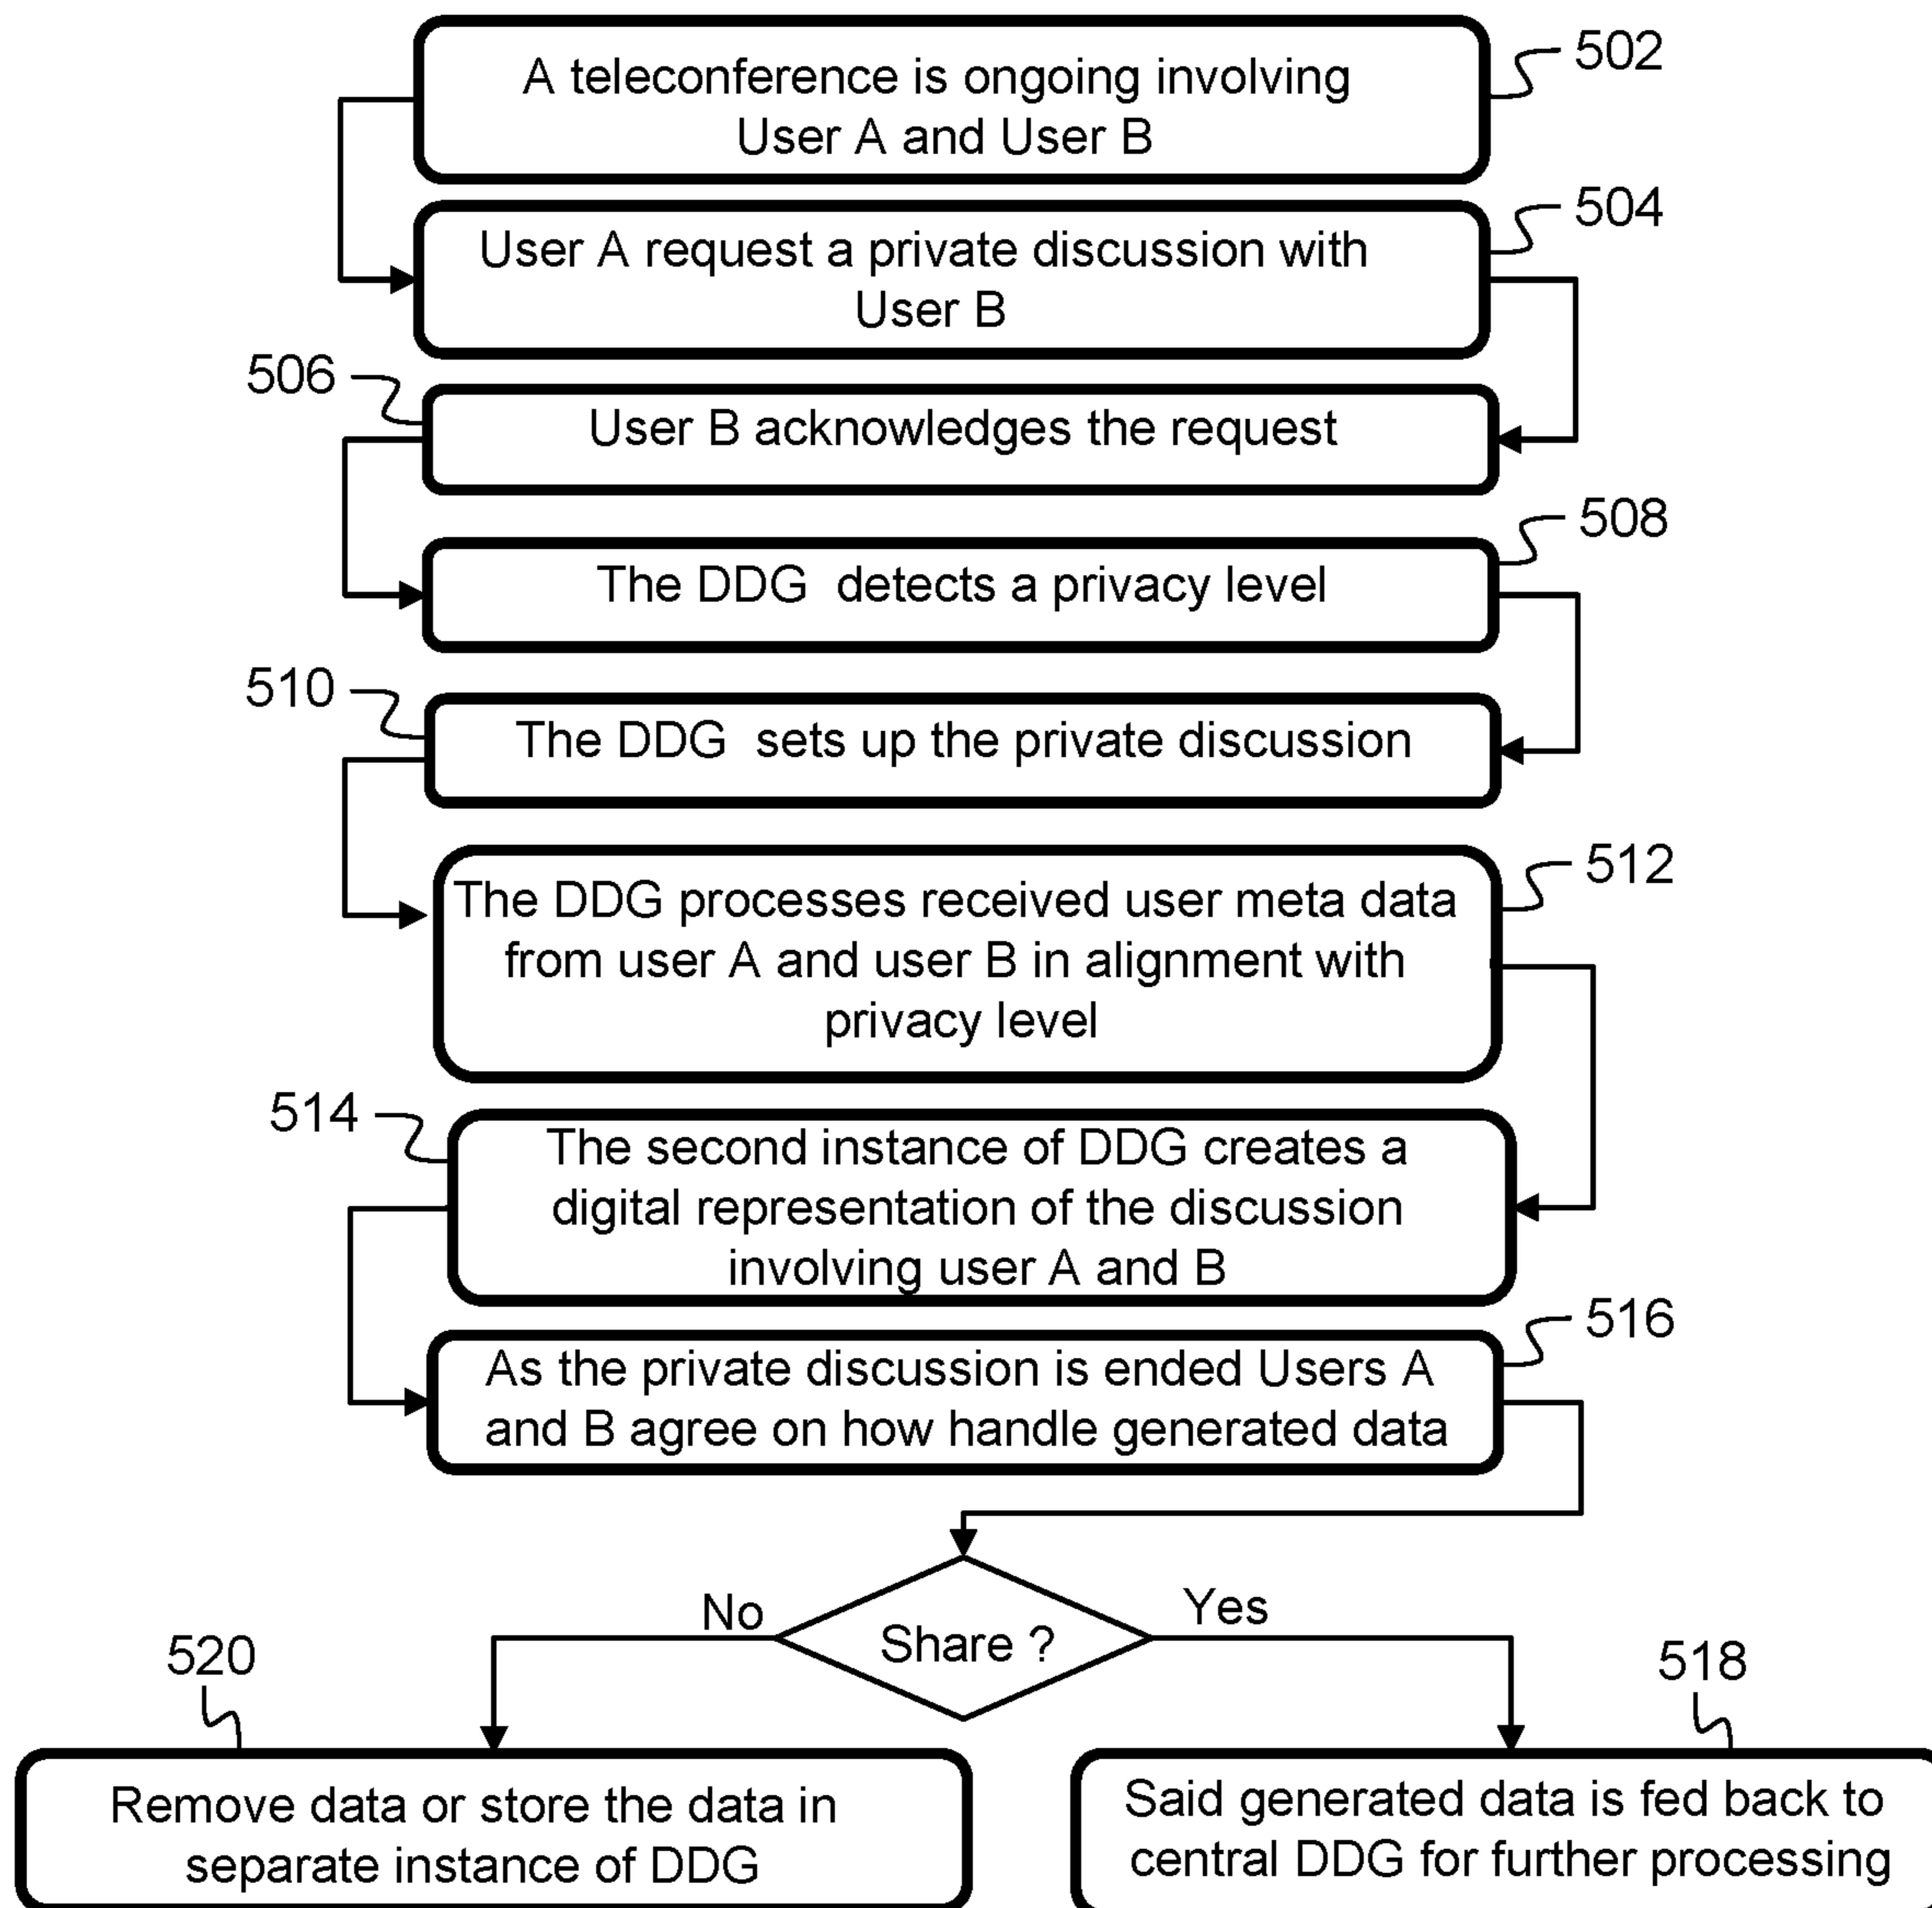 502
A teleconference is ongoing involving
User A and User B
504
User A request a private discussion with
User B
506
User B acknowledges the request
508
The DDG detects a privacy level
510
The DDG sets up the private discussion
512
The DDG processes received user meta data
from user A and user B in alignment with
privacy level
514
The second instance of DDG creates a
digital representation of the discussion
involving user A and B
516
As the private discussion is ended Users A
and B agree on how handle generated data
No
Yes
Share ?
520
518
Remove data or store the data in
separate instance of DDG
Said generated data is fed back to
central DDG for further processing